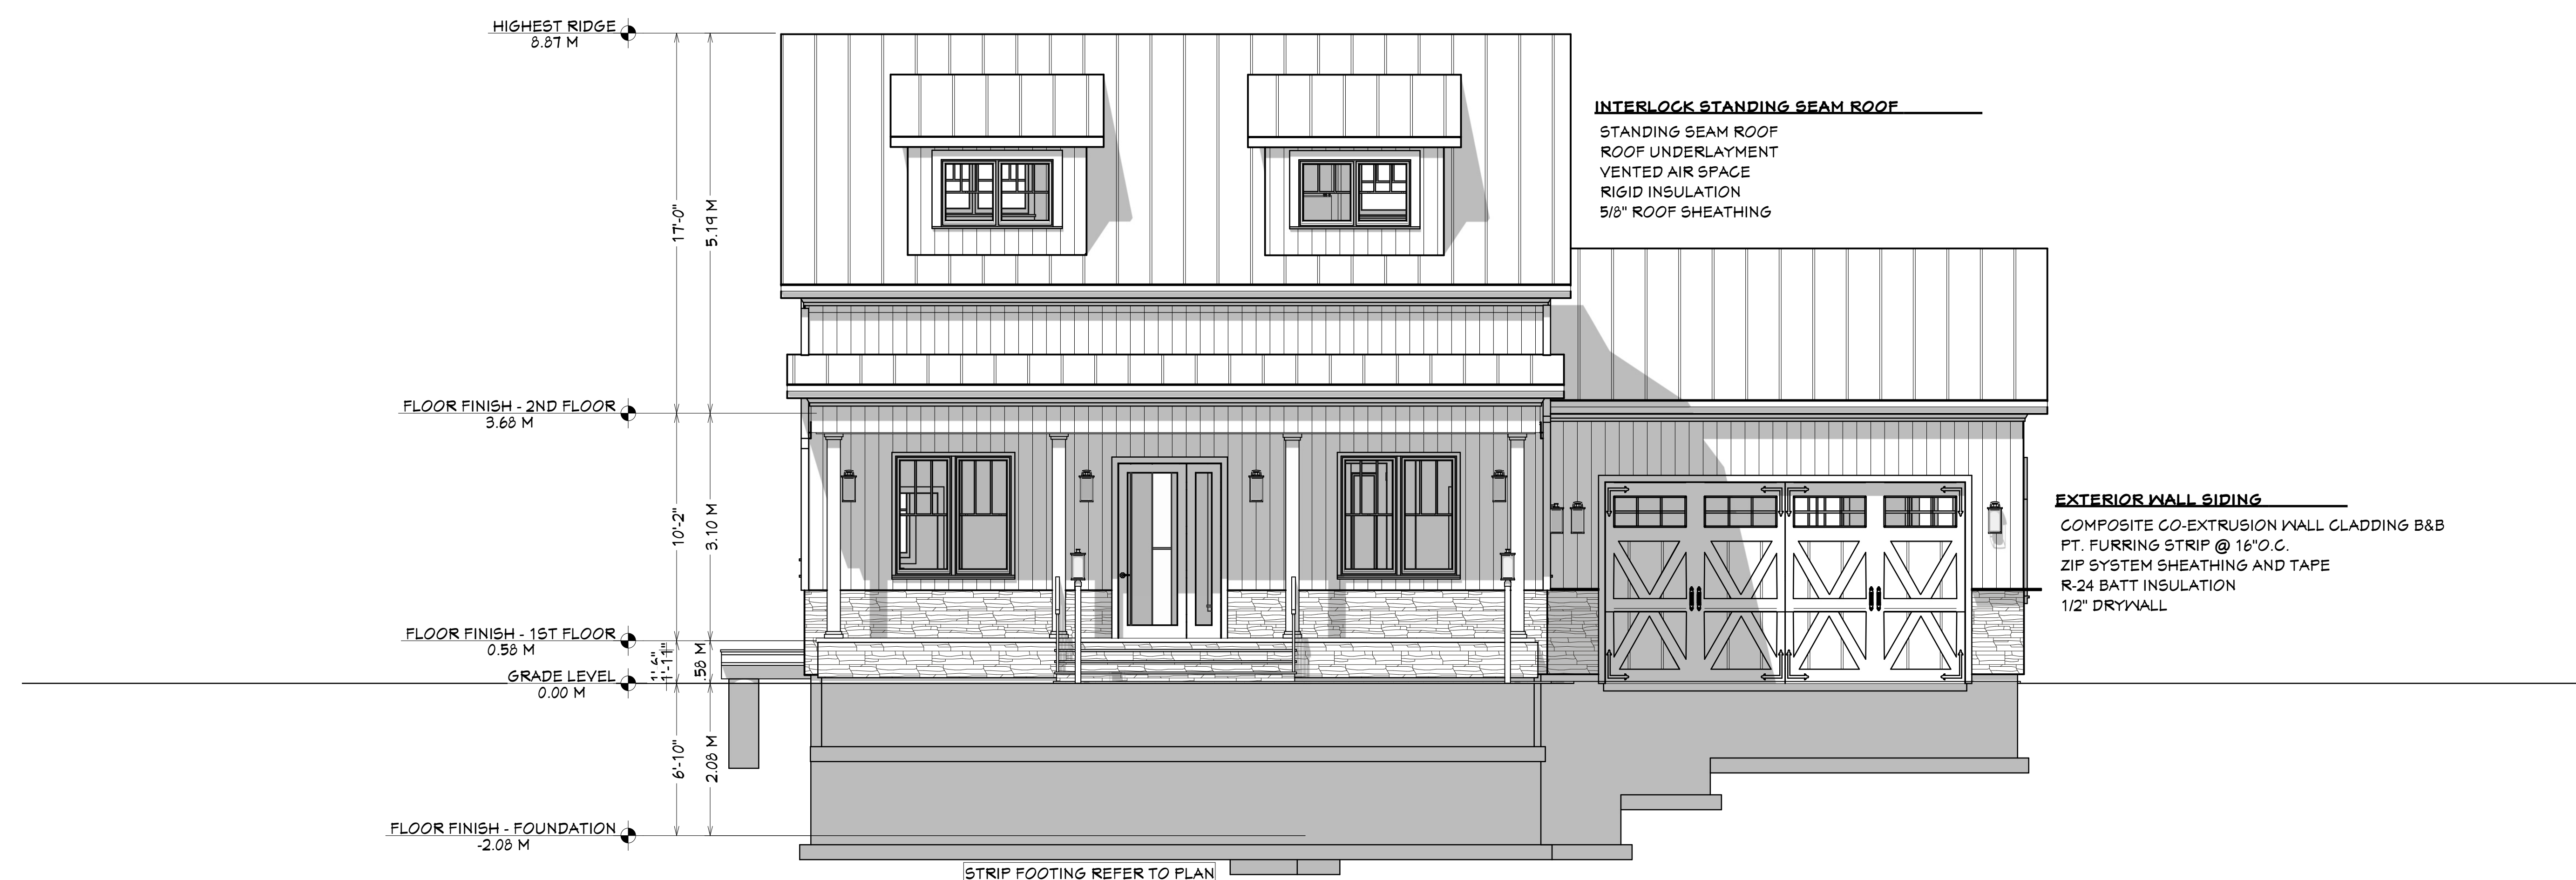 HIGHEST RIDGE
8.87 M
INTERLOCK STANDING SEAM ROOF
STANDING SEAM ROOF
ROOF UNDERLAYMENT
VENTED AIR SPACE
RIGID INSULATION
5/8" ROOF SHEATHING
17'-0"
5.19 M
FLOOR FINISH - 2ND FLOOR
3.68 M
10'-2"
3.10 M
EXTERIOR WALL SIDING
COMPOSITE CO-EXTRUSION WALL CLADDING B&B
PT. FURRING STRIP @ 16"O.C.
ZIP SYSTEM SHEATHING AND TAPE
R-24 BATT INSULATION
1/2" DRYWALL
FLOOR FINISH - 1ST FLOOR
0.58 M
1'-11"
.58 M
GRADE LEVEL
0.00 M
6'-10"
2.08 M
FLOOR FINISH - FOUNDATION
-2.08 M
STRIP FOOTING REFER TO PLAN